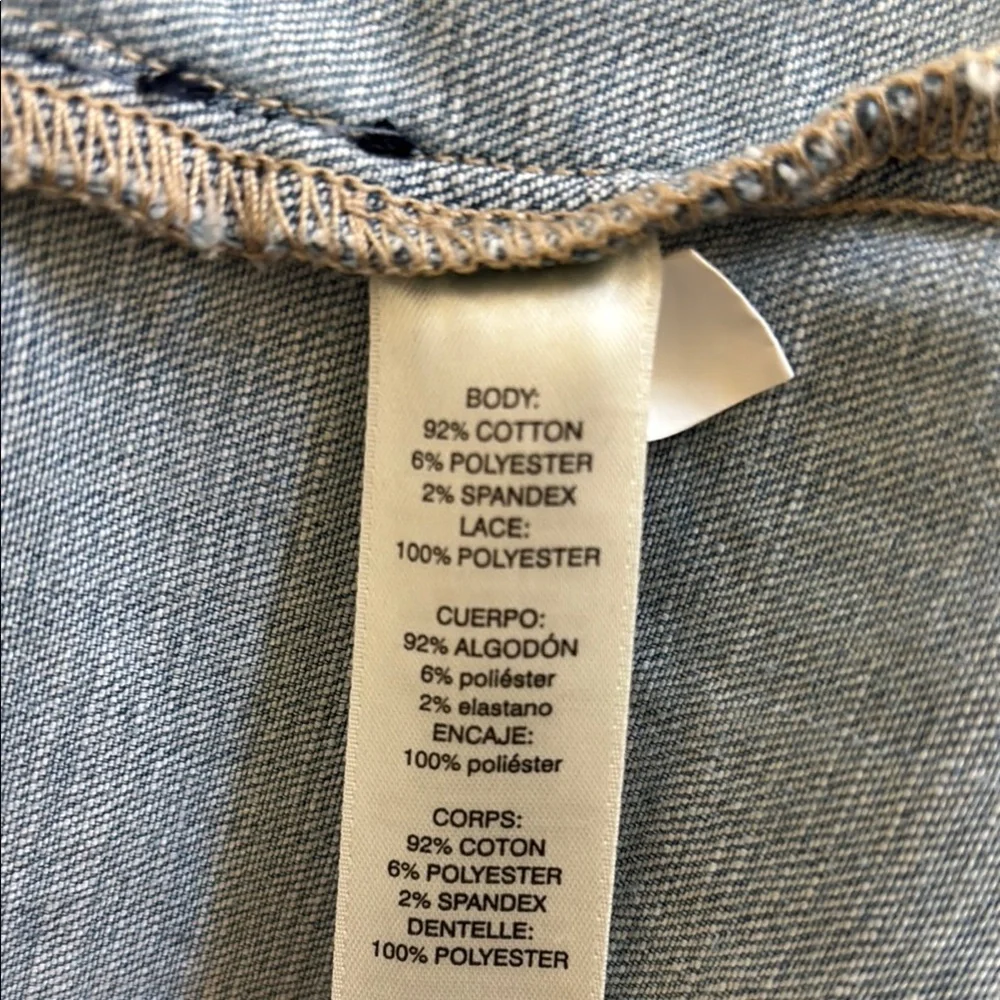 BODY:
92% COTTON
6% POLYESTER
2% SPANDEX
LACE:
100% POLYESTER
CUERPO:
92% ALGODÓN
6% poliéster
2% elastano
ENCAJE:
100% poliéster
CORPS:
92% COTON
6% POLYESTER
2% SPANDEX
DENTELLE:
100% POLYESTER